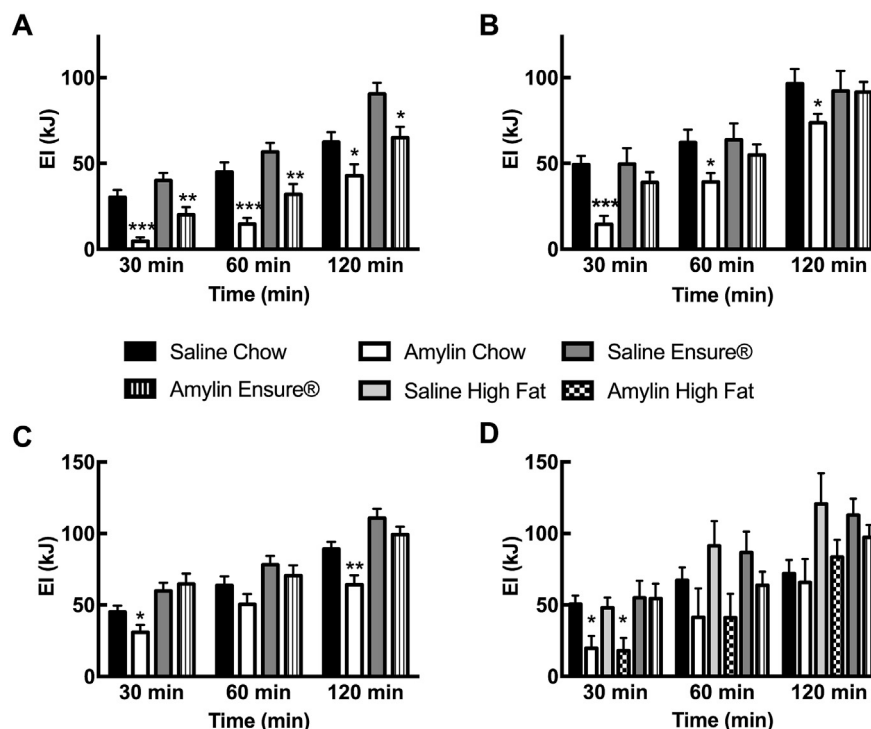 A
EI (kJ)
100
50
0
*** ** *** ** * *
30 min 60 min 120 min
Time (min)
B
EI (kJ)
100
50
0
*** * *
30 min 60 min 120 min
Time (min)
Saline Chow Amylin Chow Saline Ensure®
Amylin Ensure® Saline High Fat Amylin High Fat
C
EI (kJ)
150
100
50
0
* **
30 min 60 min 120 min
Time (min)
D
EI (kJ)
150
100
50
0
* *
30 min 60 min 120 min
Time (min)